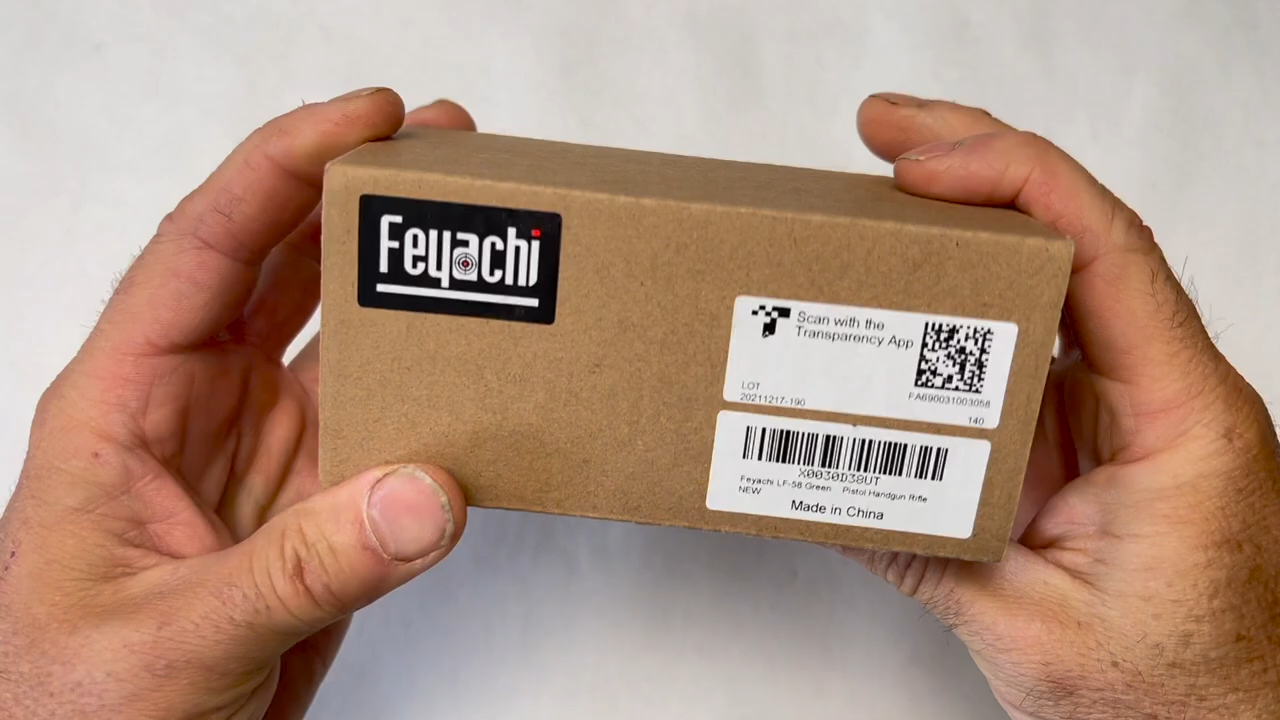 Feyachi
Scan with the
Transparency App
LOT
20211217-190
FA690031003058
140
X0030D38UT
Feyachi LF-58 Green Pistol Handgun Rifle
NEW
Made in China